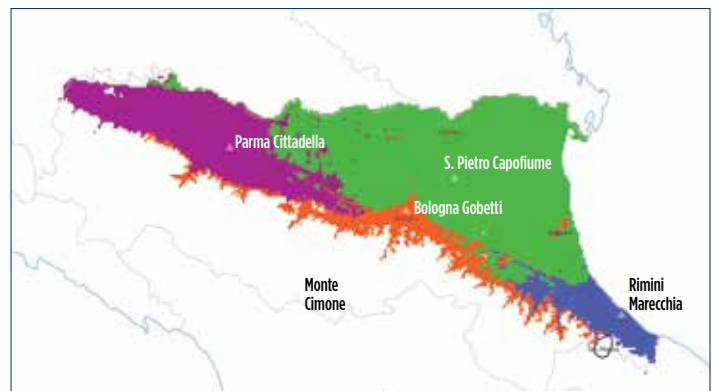 Parma Cittadella
S. Pietro Capofiume
Bologna Gobetti
Monte
Cimone
Rimini
Marecchia